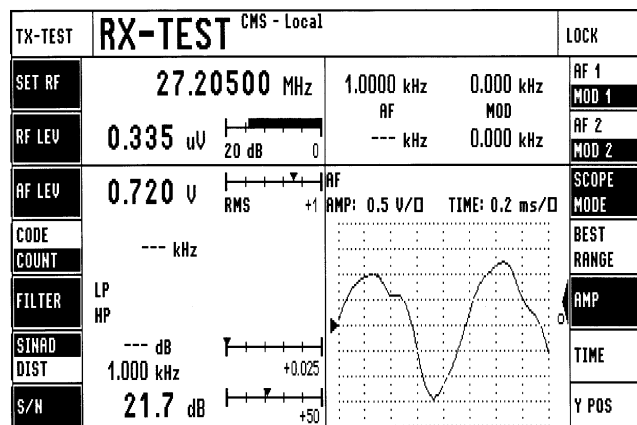 TX-TEST
RX-TEST CMS - Local
LOCK
SET RF
27.20500 MHz
1.0000 kHz 0.000 kHz
AF MOD
AF 1
MOD 1
RF LEV
0.335 uV
20 dB 0
--- kHz 0.000 kHz
AF 2
MOD 2
AF LEV
0.720 V
RMS +1
AF
AMP: 0.5 V/☐ TIME: 0.2 ms/☐
SCOPE
MODE
CODE
COUNT
--- kHz
BEST
RANGE
FILTER
LP
HP
0
AMP
SINAD
DIST
--- dB
1.000 kHz
+0.025
TIME
S/N
21.7 dB
+50
Y POS